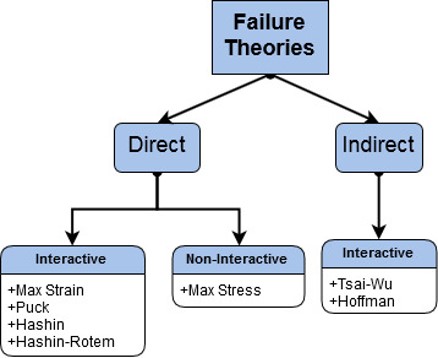 Failure
Theories
Direct
Indirect
Interactive
+Max Strain
+Puck
+Hashin
+Hashin-Rotem
Non-Interactive
+Max Stress
Interactive
+Tsai-Wu
+Hoffman